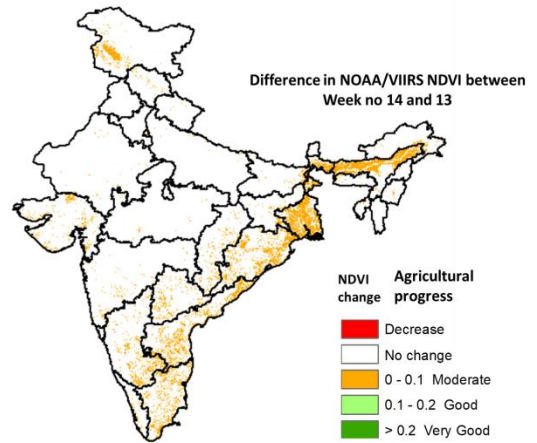 Difference in NOAA/VIIRS NDVI between
Week no 14 and 13
NDVI change Agricultural progress
Decrease
No change
0 - 0.1 Moderate
0.1 - 0.2 Good
> 0.2 Very Good